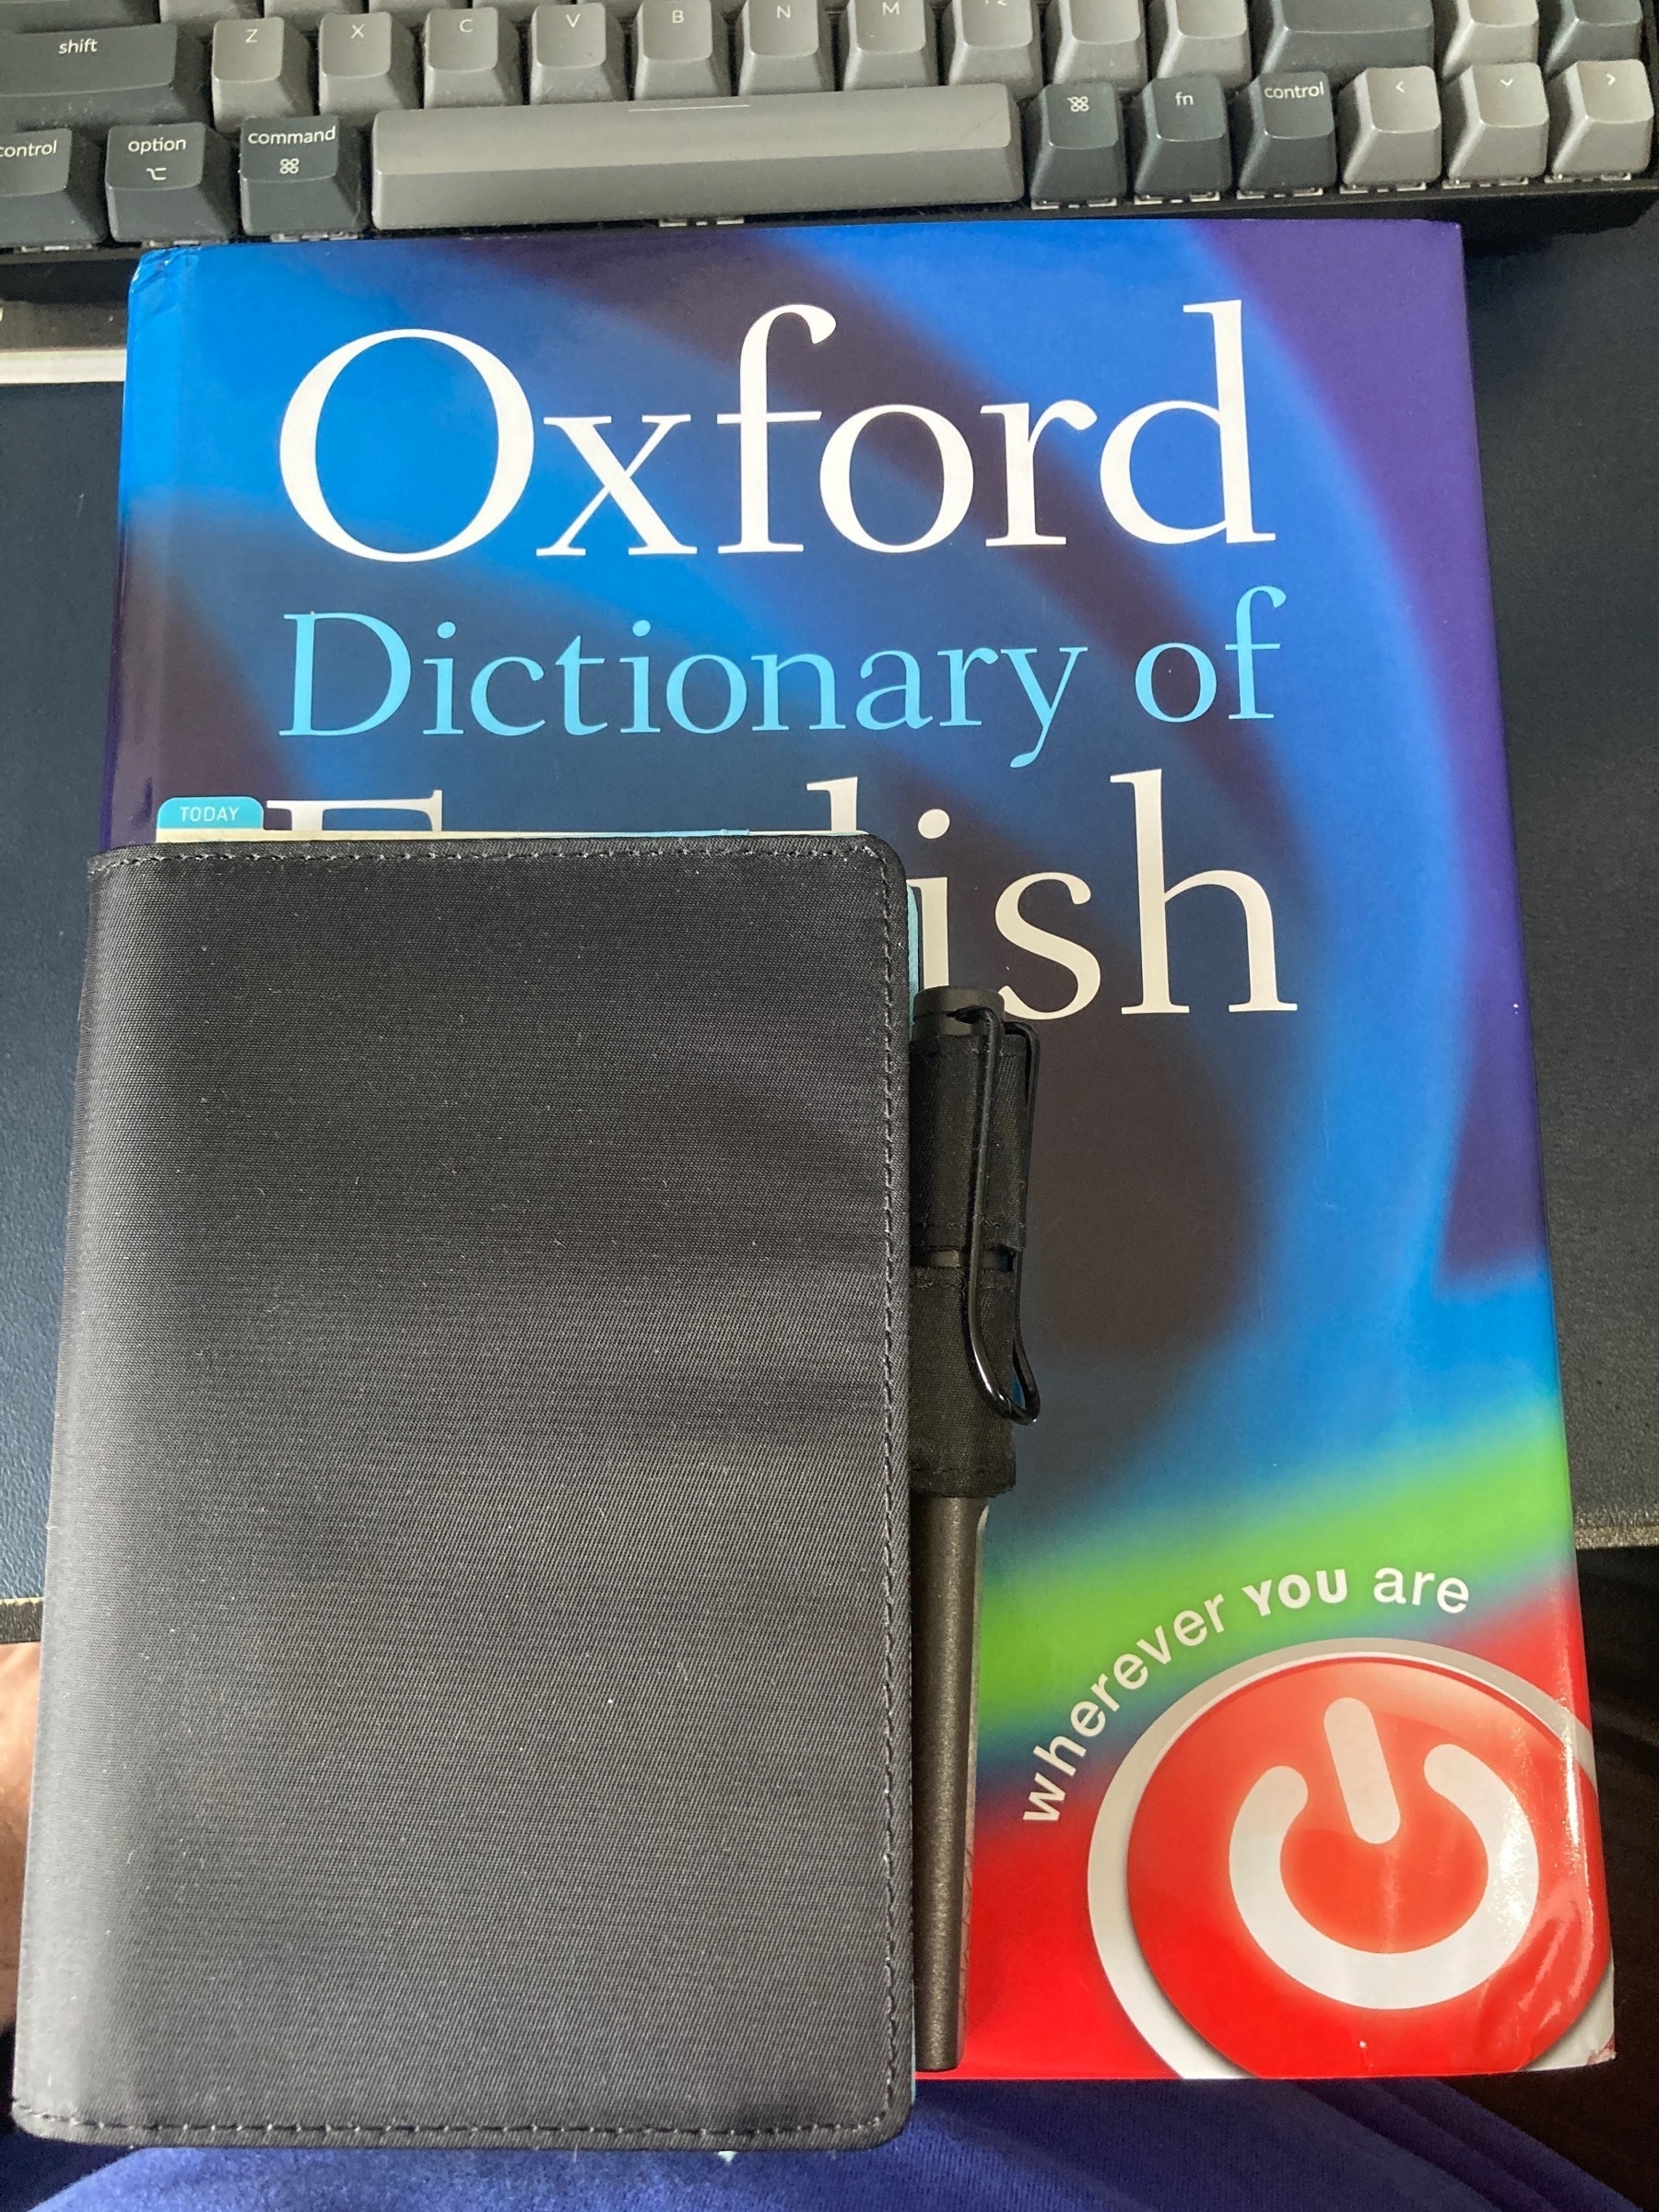 Z X C V B N M
shift
control option command fn control
Oxford
Dictionary of
TODAY
wherever YOU are